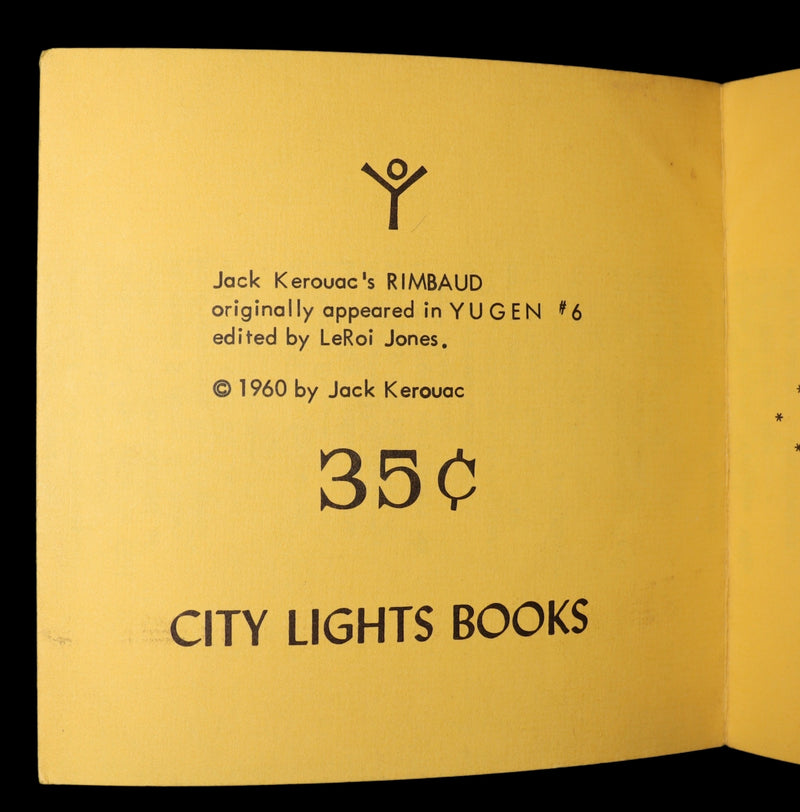 Jack Kerouac's RIMBAUD
originally appeared in YUGEN #6
edited by LeRoi Jones.
© 1960 by Jack Kerouac
35¢
CITY LIGHTS BOOKS
*
*
*